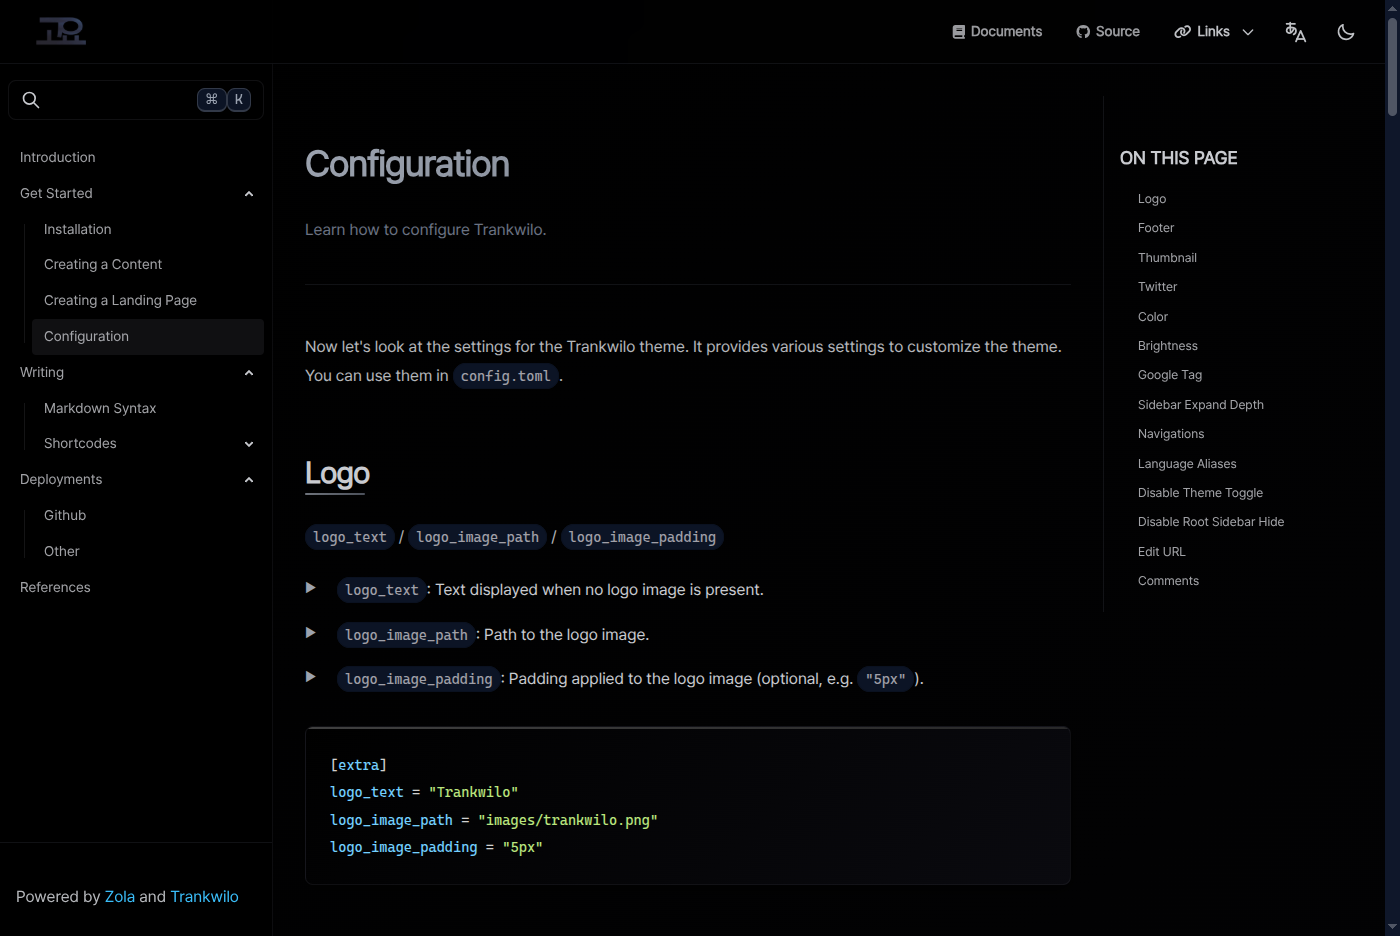 Documents
Source
Links
⌘ K
Introduction
Get Started
Installation
Creating a Content
Creating a Landing Page
Configuration
Writing
Markdown Syntax
Shortcodes
Deployments
Github
Other
References
Powered by Zola and Trankwilo
Configuration
Learn how to configure Trankwilo.
Now let's look at the settings for the Trankwilo theme. It provides various settings to customize the theme.
You can use them in config.toml.
Logo
logo_text / logo_image_path / logo_image_padding
logo_text: Text displayed when no logo image is present.
logo_image_path: Path to the logo image.
logo_image_padding: Padding applied to the logo image (optional, e.g. "5px").
[extra]
logo_text = "Trankwilo"
logo_image_path = "images/trankwilo.png"
logo_image_padding = "5px"
ON THIS PAGE
Logo
Footer
Thumbnail
Twitter
Color
Brightness
Google Tag
Sidebar Expand Depth
Navigations
Language Aliases
Disable Theme Toggle
Disable Root Sidebar Hide
Edit URL
Comments